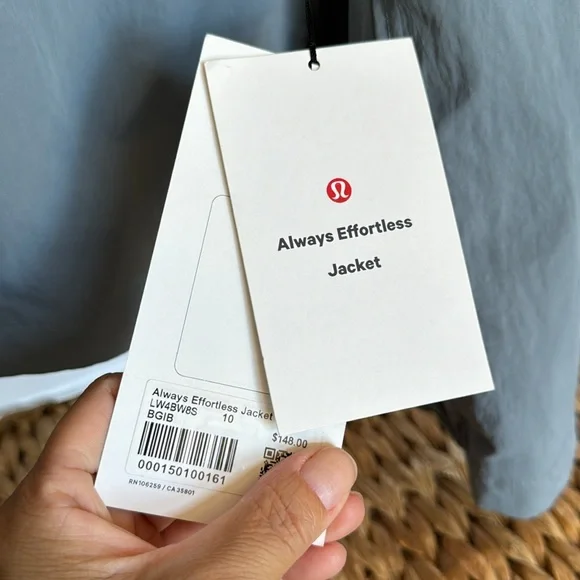 Always Effortless
Jacket
Always Effortless Jacket
LW4BW8S 10
BGIB
$148.00
000150100161
RN106259 / CA35801